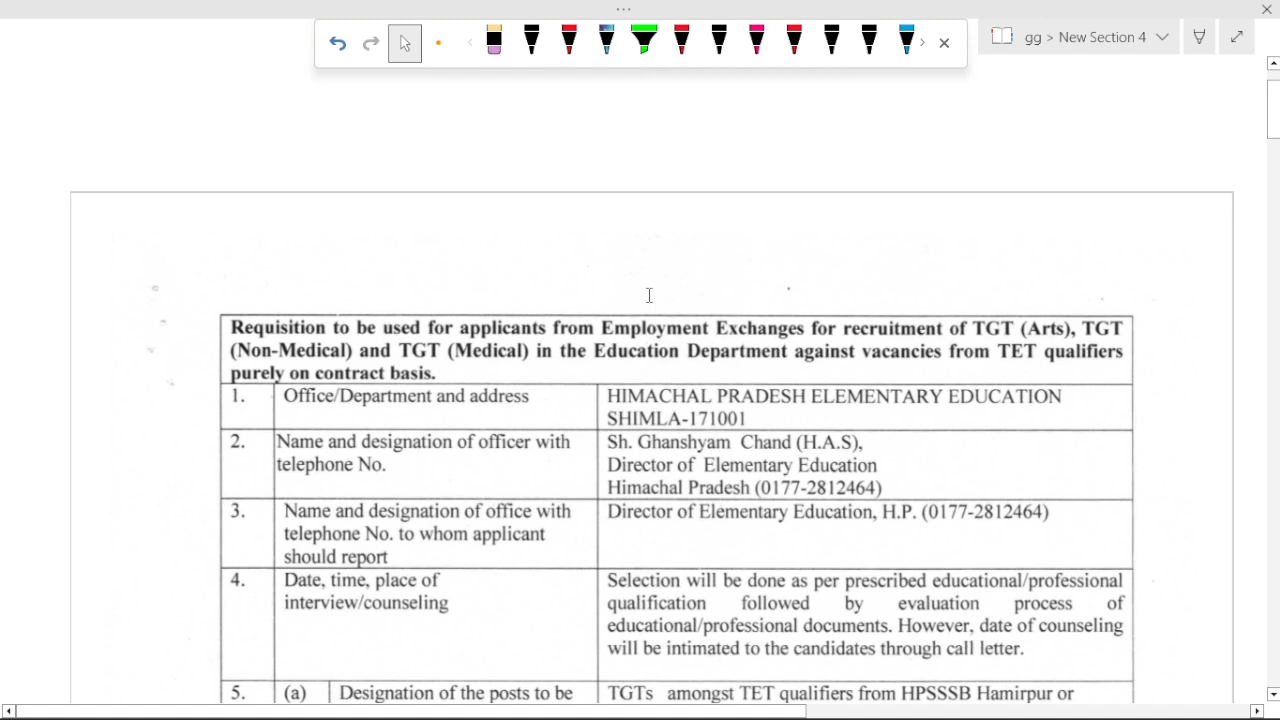 gg > New Section 4
Requisition to be used for applicants from Employment Exchanges for recruitment of TGT (Arts), TGT
(Non-Medical) and TGT (Medical) in the Education Department against vacancies from TET qualifiers
purely on contract basis.
1. Office/Department and address HIMACHAL PRADESH ELEMENTARY EDUCATION
SHIMLA-171001
2. Name and designation of officer with Sh. Ghanshyam Chand (H.A.S),
telephone No. Director of Elementary Education
Himachal Pradesh (0177-2812464)
3. Name and designation of office with Director of Elementary Education, H.P. (0177-2812464)
telephone No. to whom applicant
should report
4. Date, time, place of Selection will be done as per prescribed educational/professional
interview/counseling qualification followed by evaluation process of
educational/professional documents. However, date of counseling
will be intimated to the candidates through call letter.
5. (a) Designation of the posts to be TGTs amongst TET qualifiers from HPSSSB Hamirpur or